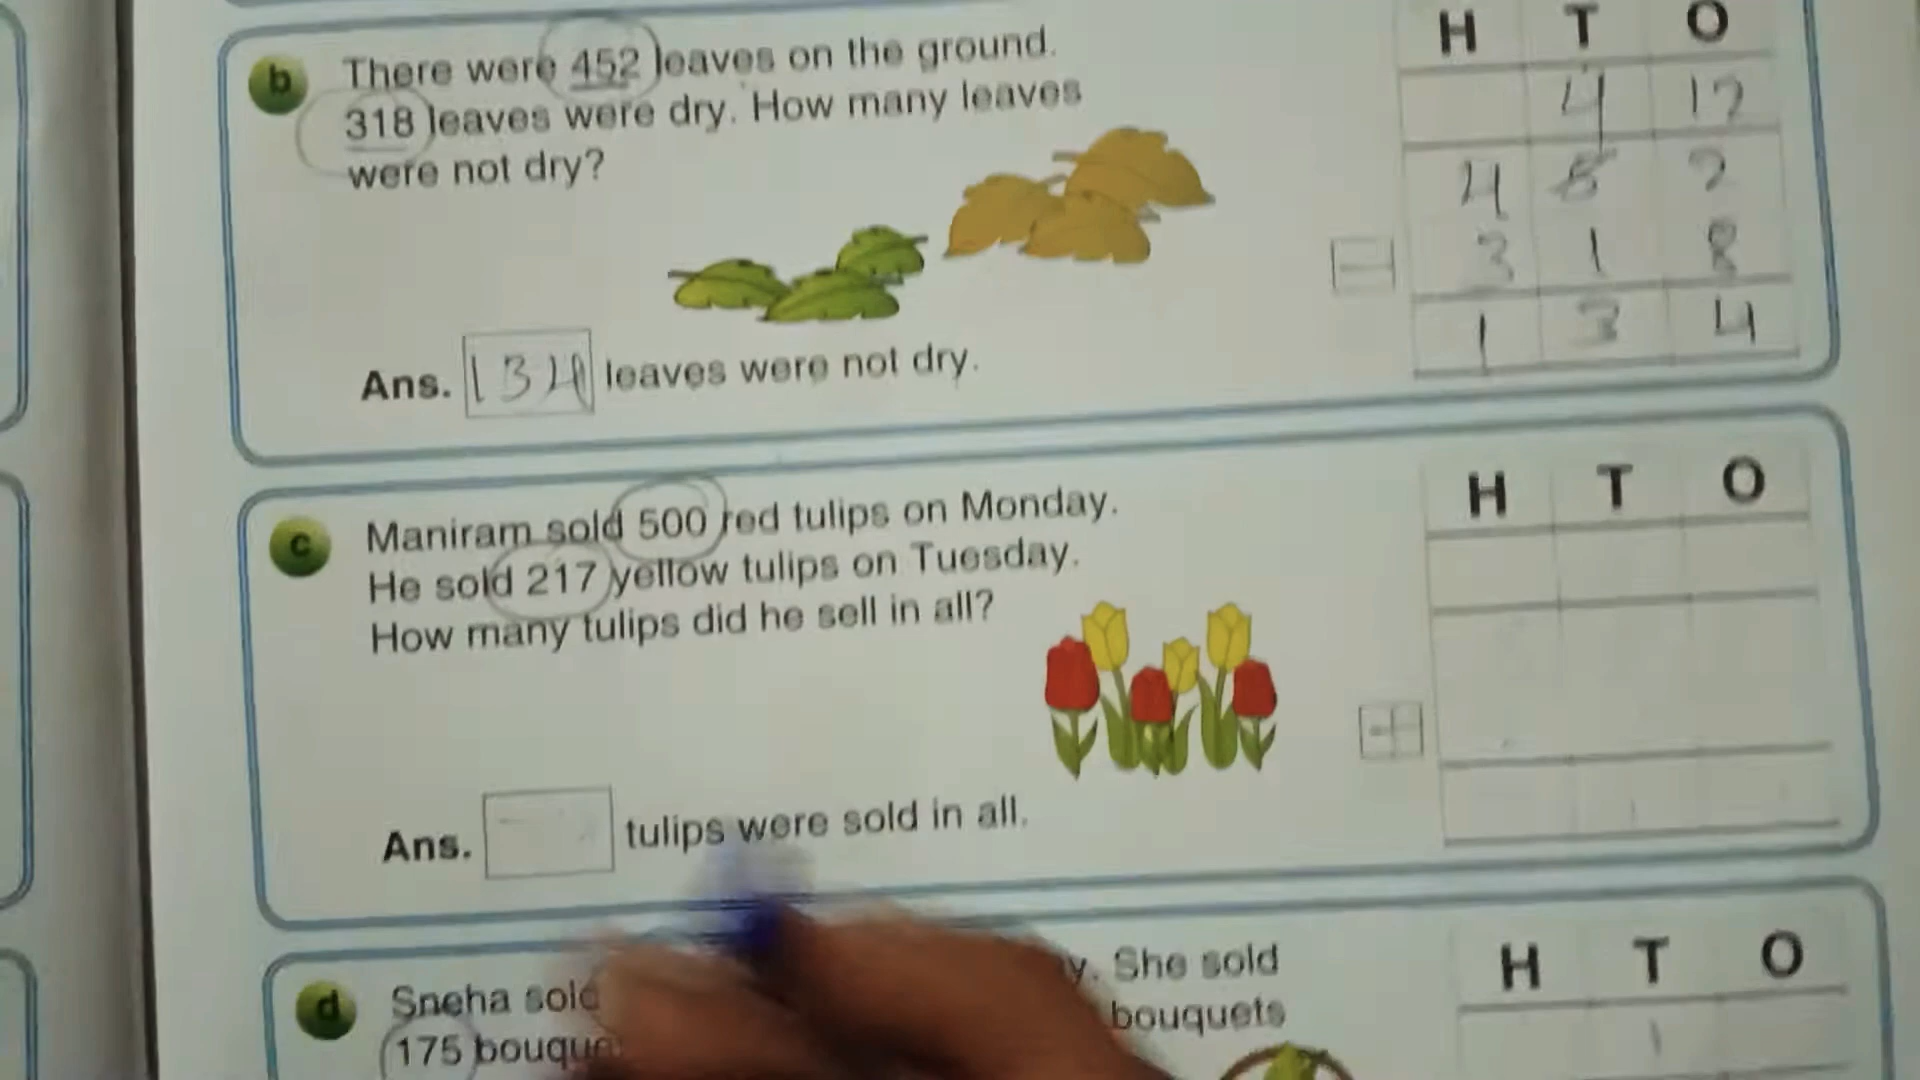 b There were 452 leaves on the ground.
318 leaves were dry. How many leaves
were not dry?
H T O
4 12
4 5 2
3 1 8
1 3 4
Ans. 134 leaves were not dry.
c Maniram sold 500 red tulips on Monday.
He sold 217 yellow tulips on Tuesday.
How many tulips did he sell in all?
H T O
+
Ans. tulips were sold in all.
d Sneha sold y. She sold
175 bouque bouquets
H T O
1